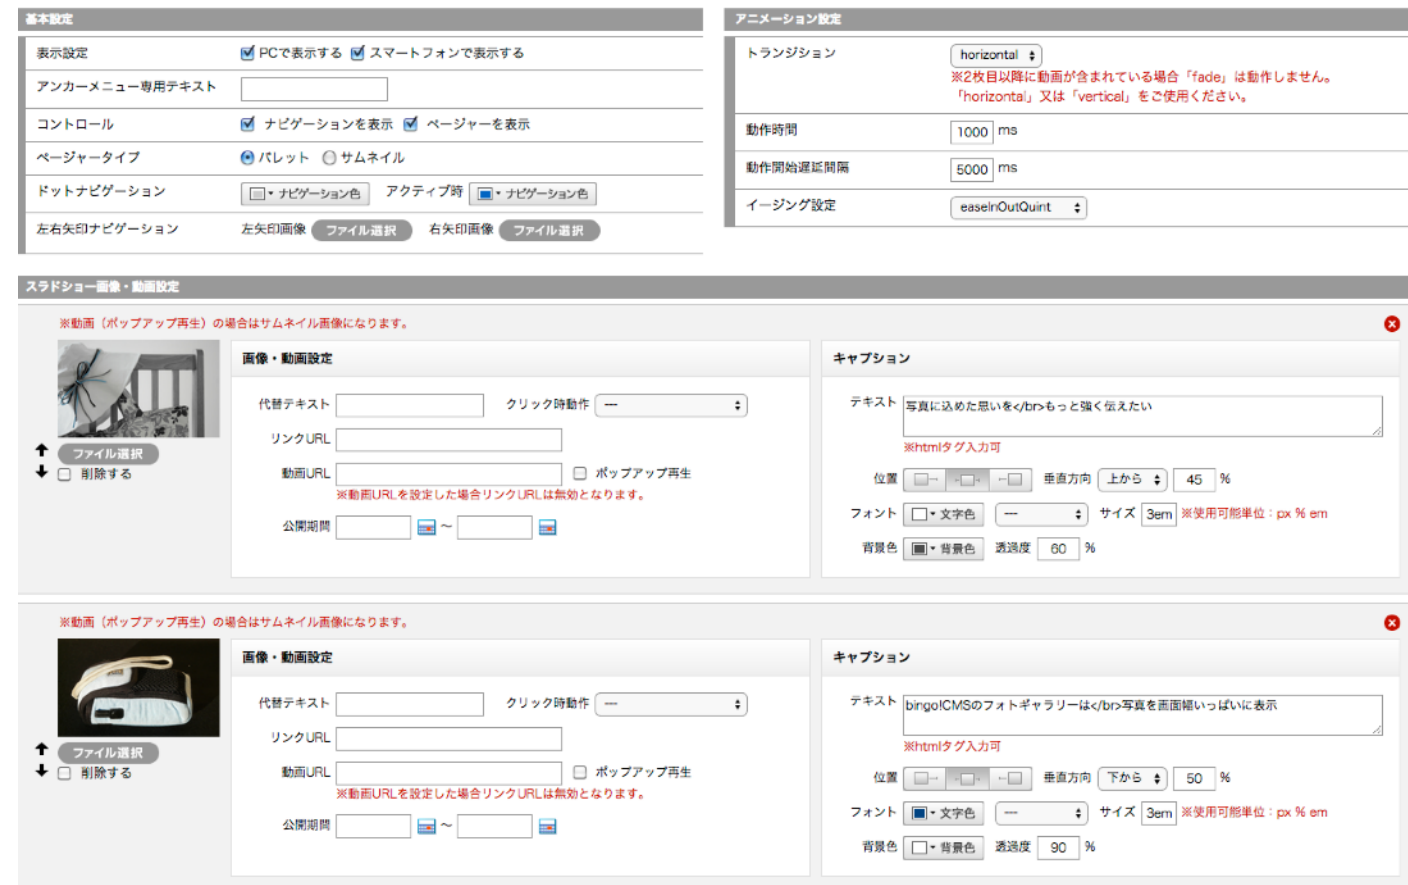 基本設定
表示設定 PCで表示する スマートフォンで表示する
アンカーメニュー専用テキスト
コントロール ナビゲーションを表示 ページャーを表示
ページャータイプ バレット サムネイル
ドットナビゲーション ナビゲーション色 アクティブ時 ナビゲーション色
左右矢印ナビゲーション 左矢印画像 ファイル選択 右矢印画像 ファイル選択
アニメーション設定
トランジション horizontal
※2枚目以降に動画が含まれている場合「fade」は動作しません。
「horizontal」又は「vertical」をご使用ください。
動作時間 1000 ms
動作開始遅延間隔 5000 ms
イージング設定 easeInOutQuint
スラドショー画像・動画設定
※動画（ポップアップ再生）の場合はサムネイル画像になります。
ファイル選択
削除する
画像・動画設定
代替テキスト クリック時動作 ---
リンクURL
動画URL ポップアップ再生
※動画URLを設定した場合リンクURLは無効となります。
公開期間 ～
キャプション
テキスト 写真に込めた思いを</br>もっと強く伝えたい
※htmlタグ入力可
位置 垂直方向 上から 45 %
フォント 文字色 --- サイズ 3em ※使用可能単位：px % em
背景色 背景色 透過度 60 %
※動画（ポップアップ再生）の場合はサムネイル画像になります。
ファイル選択
削除する
画像・動画設定
代替テキスト クリック時動作 ---
リンクURL
動画URL ポップアップ再生
※動画URLを設定した場合リンクURLは無効となります。
公開期間 ～
キャプション
テキスト bingo!CMSのフォトギャラリーは</br>写真を画面幅いっぱいに表示
※htmlタグ入力可
位置 垂直方向 下から 50 %
フォント 文字色 --- サイズ 3em ※使用可能単位：px % em
背景色 背景色 透過度 90 %